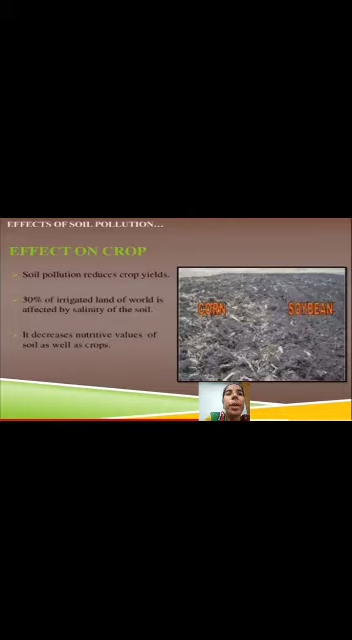 EFFECTS OF SOIL POLLUTION...
EFFECT ON CROP
Soil pollution reduces crop yields.
30% of irrigated land of world is
affected by salinity of the soil.
It decreases nutritive values of
soil as well as crops.
CORN
SOYBEAN